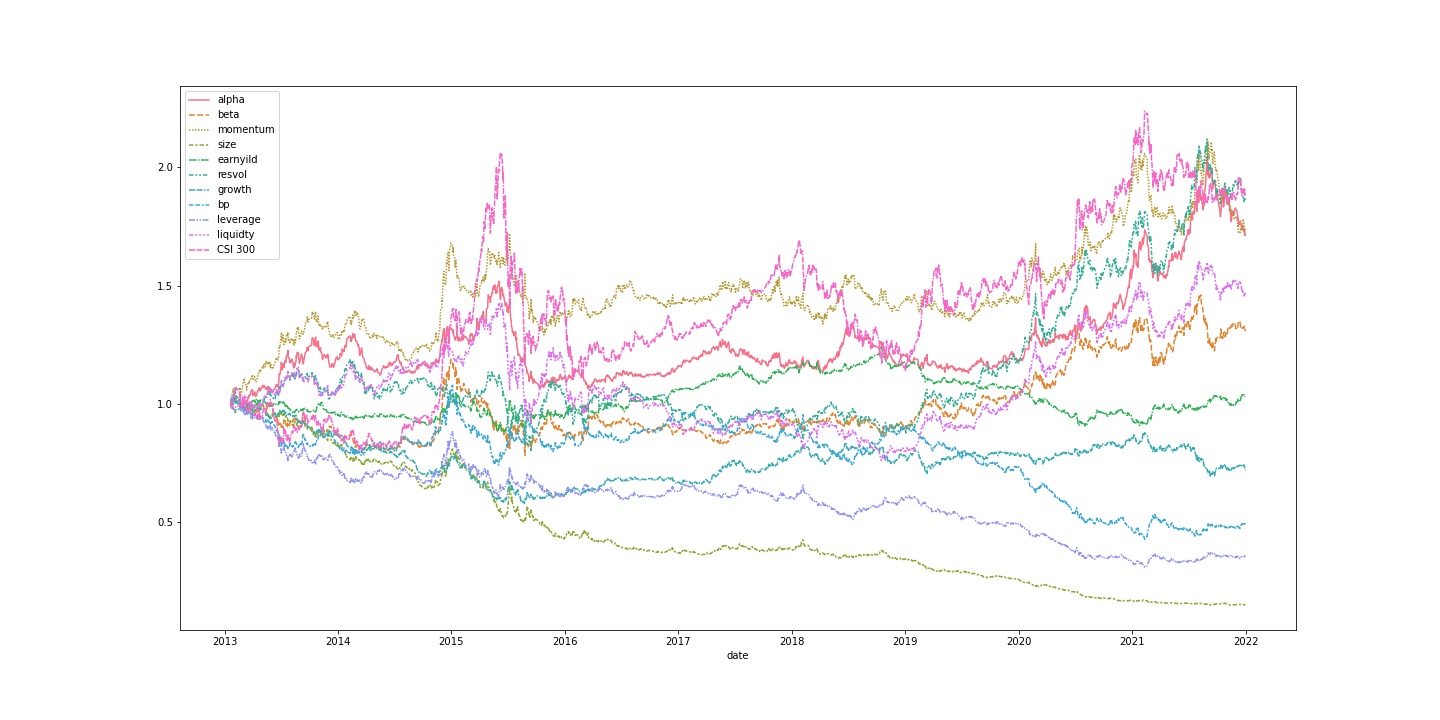 alpha
beta
momentum
size
earnyild
resvol
growth
bp
leverage
liquidty
CSI 300
2.0
1.5
1.0
0.5
2013 2014 2015 2016 2017 2018 2019 2020 2021 2022
date